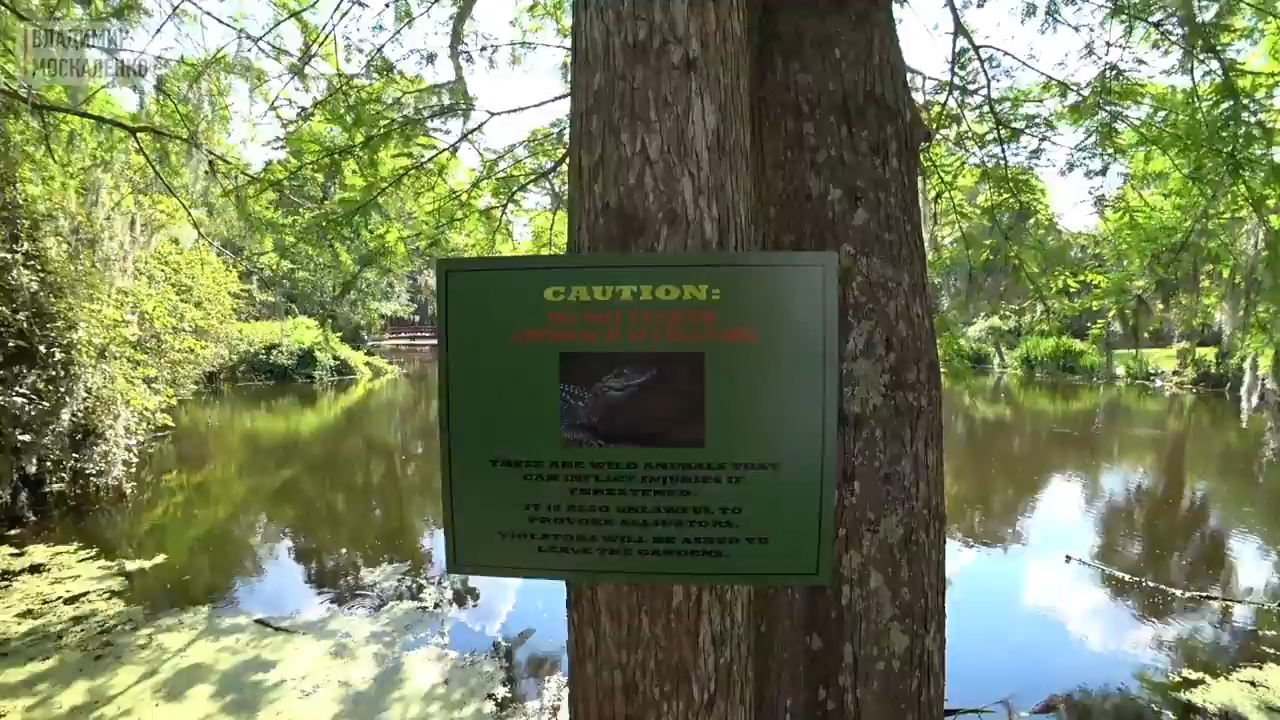 ВЛАДИМИР
МОСКАЛЕНКО
CAUTION:
THESE ARE WILD ANIMALS THAT
CAN INFLICT INJURIES IF
THREATENED.
IT IS ALSO UNLAWFUL TO
PROVOKE ALLIGATORS.
VIOLATORS WILL BE ASKED TO
LEAVE THE GARDENS.